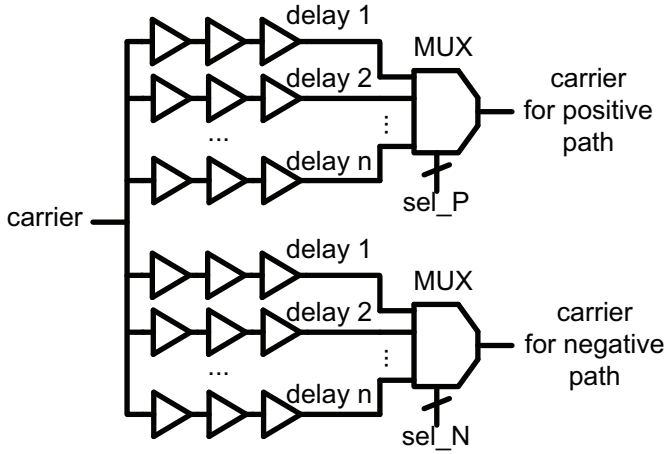 delay 1
MUX
delay 2
carrier
for positive
path
...
...
delay n
sel_P
carrier
delay 1
MUX
delay 2
carrier
for negative
path
...
...
delay n
sel_N